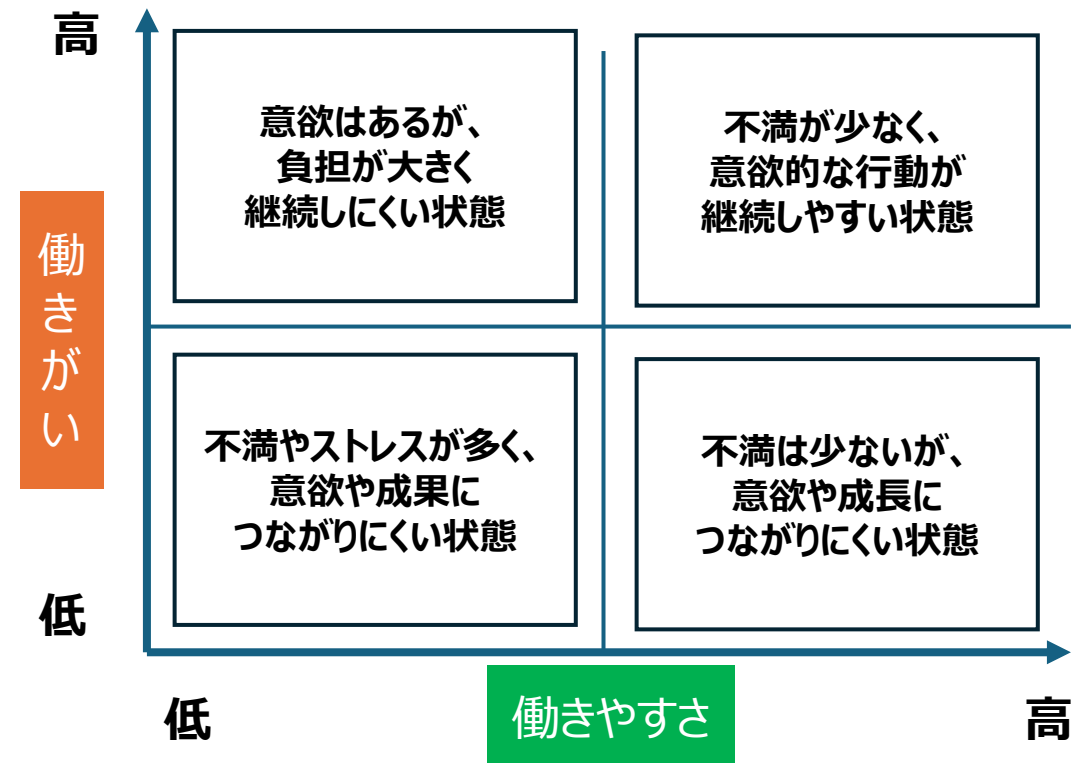 高
意欲はあるが、
負担が大きく
継続しにくい状態
不満が少なく、
意欲的な行動が
継続しやすい状態
働きがい
不満やストレスが多く、
意欲や成果に
つながりにくい状態
不満は少ないが、
意欲や成長に
つながりにくい状態
低
低
働きやすさ
高